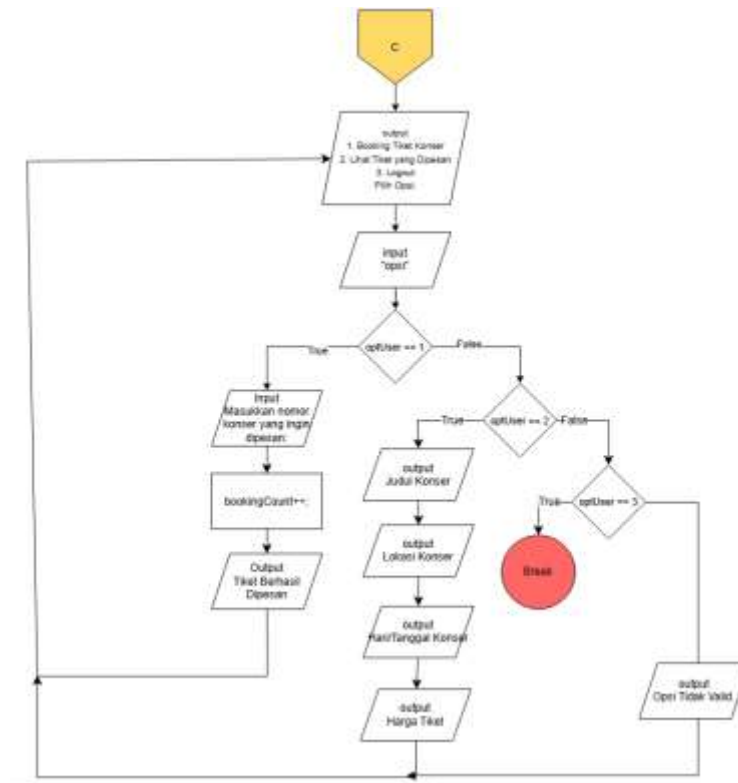 C
output
1. Booking Tiket Konser
2. Lihat Tiket yang Dipesan
3. Logout
Pilih Opsi
input
"opsi"
optUser == 1
True
False
Input
Masukkan nomor
konser yang ingin
dipesan:
bookingCount++;
Output
Tiket Berhasil
Dipesan
optUser == 2
True
False
output
Judul Konser
output
Lokasi Konser
output
Hari/Tanggal Konser
output
Harga Tiket
optUser == 3
True
Break
output
Opsi Tidak Valid